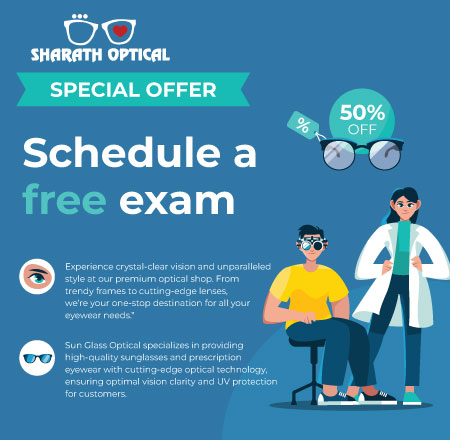 SHARATH OPTICAL
SPECIAL OFFER
50%
OFF
%
Schedule a
free exam
Experience crystal-clear vision and unparalleled
style at our premium optical shop. From
trendy frames to cutting-edge lenses,
we're your one-stop destination for all your
eyewear needs."
Sun Glass Optical specializes in providing
high-quality sunglasses and prescription
eyewear with cutting-edge optical technology,
ensuring optimal vision clarity and UV protection
for customers.